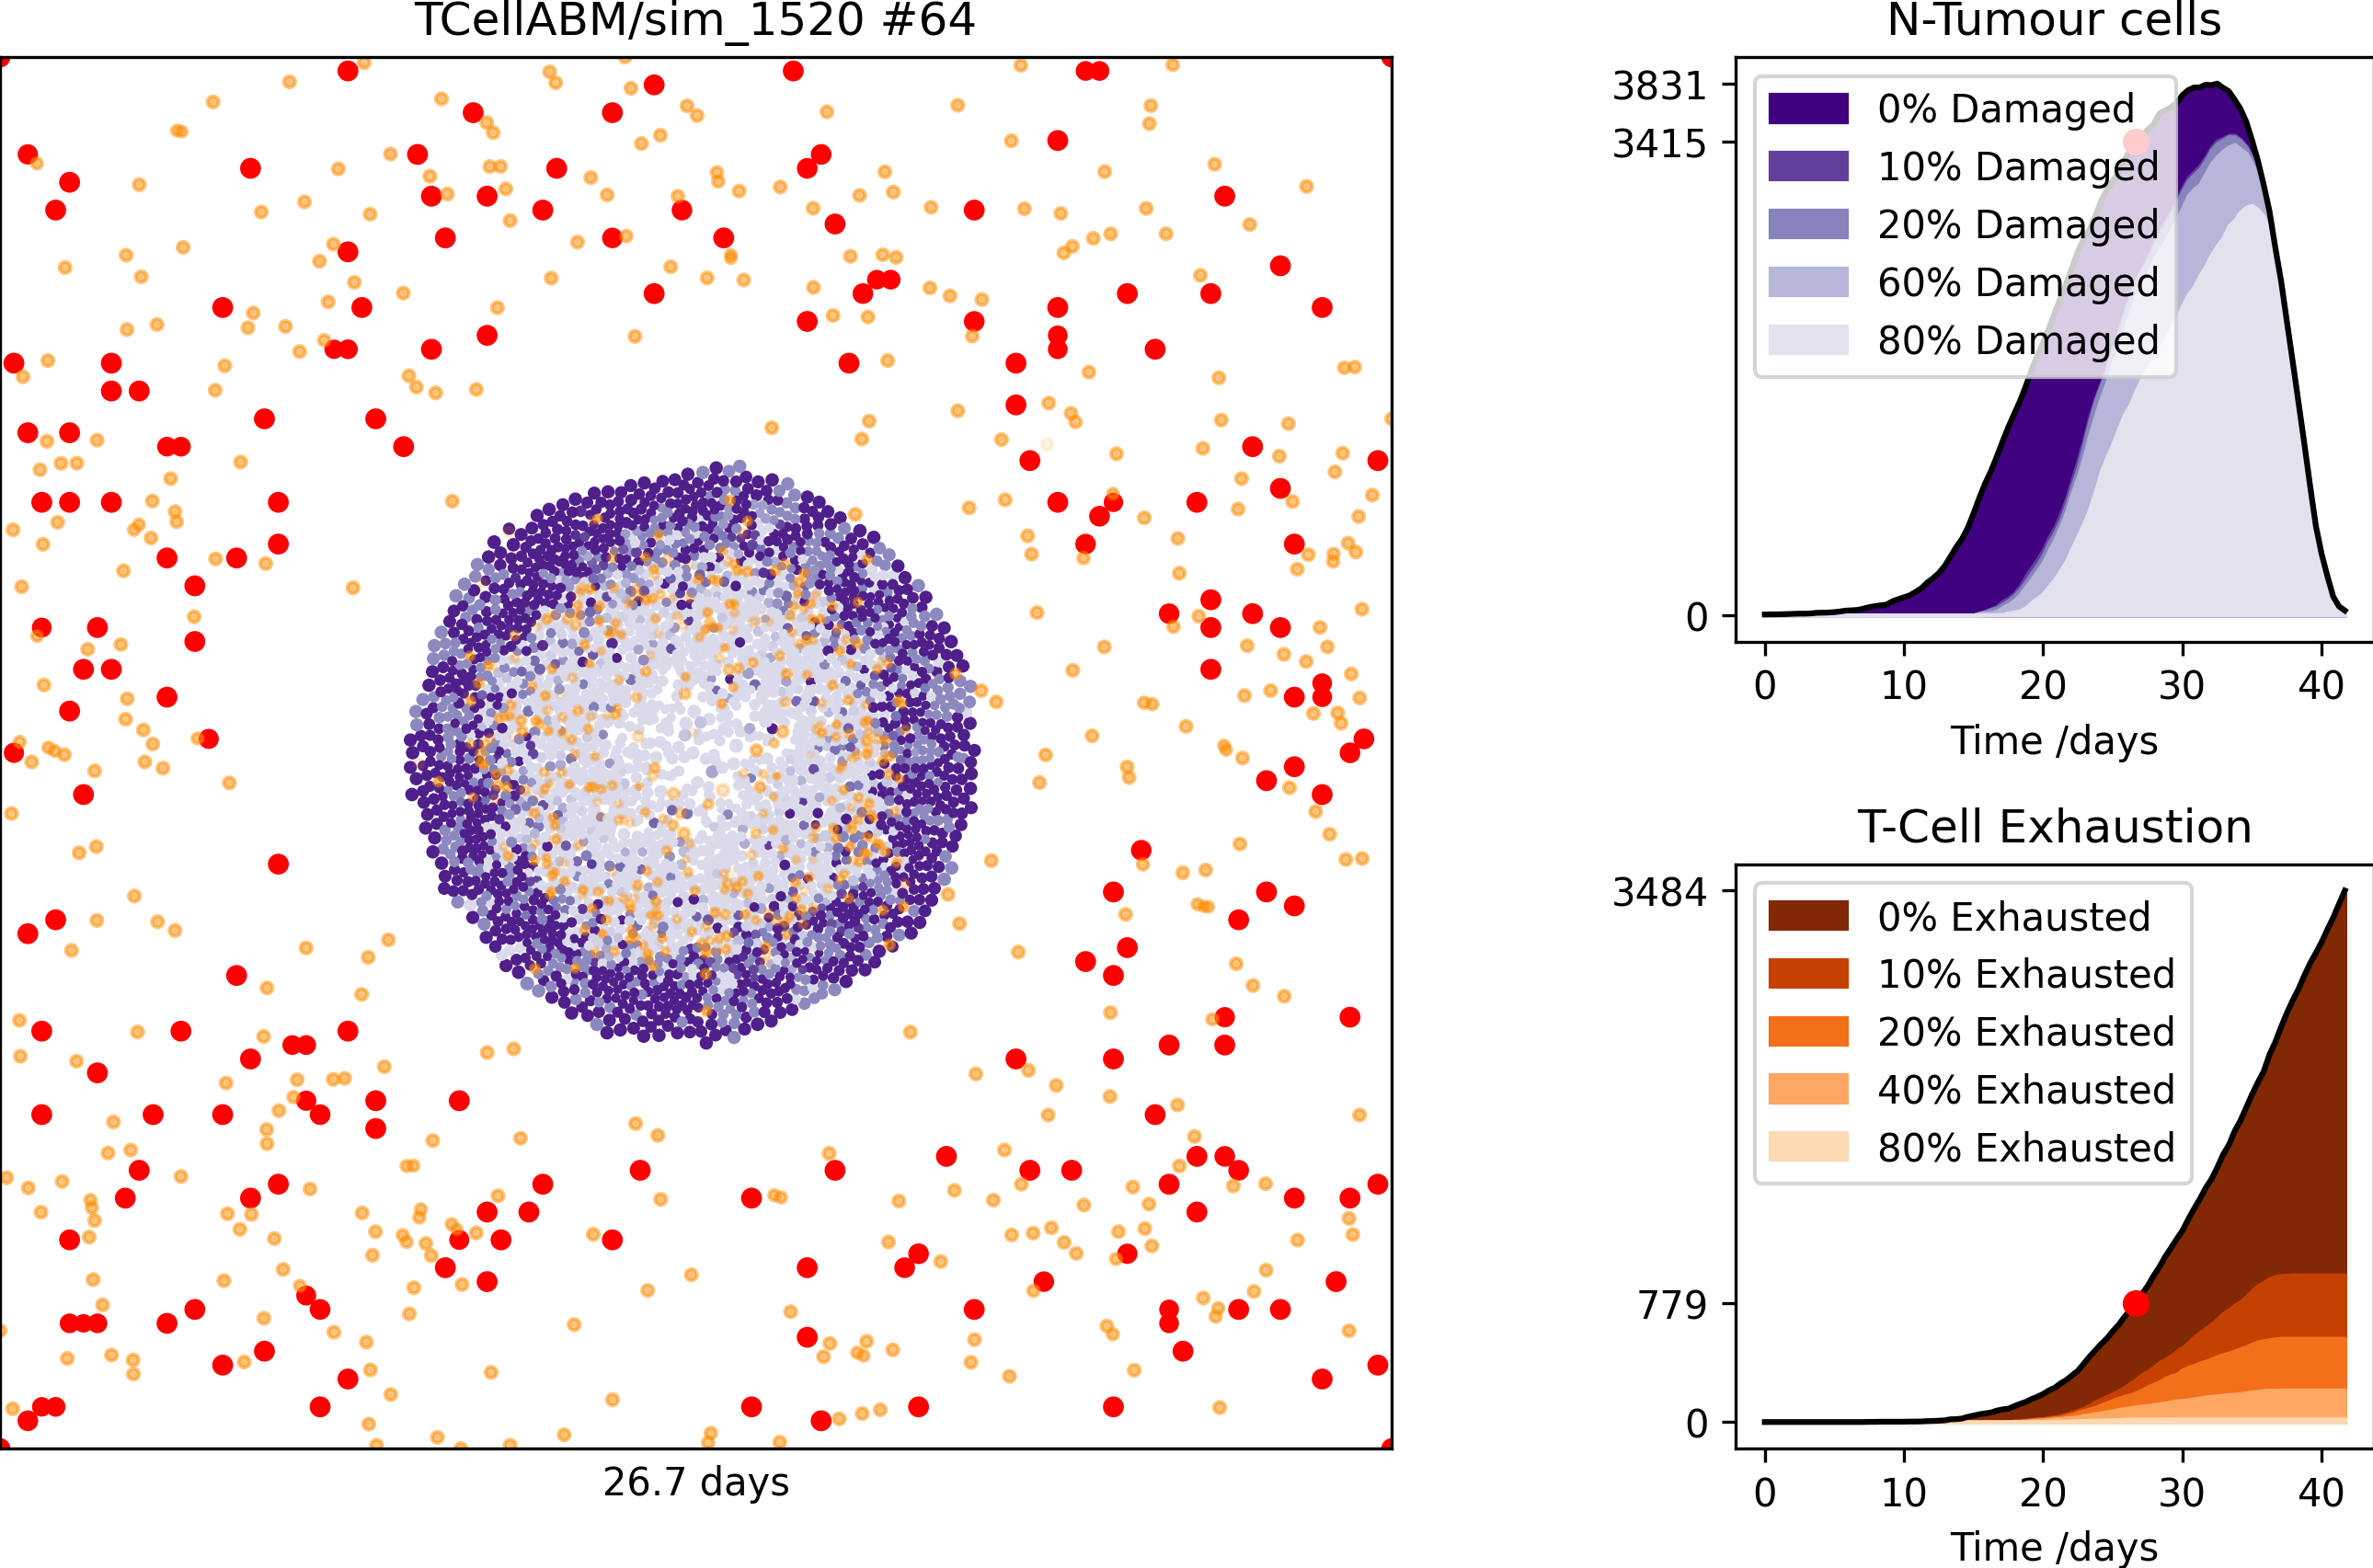 TCellABM/sim_1520 #64
26.7 days
N-Tumour cells
3831
3415
0
0% Damaged
10% Damaged
20% Damaged
60% Damaged
80% Damaged
0 10 20 30 40
Time /days
T-Cell Exhaustion
3484
779
0
0% Exhausted
10% Exhausted
20% Exhausted
40% Exhausted
80% Exhausted
0 10 20 30 40
Time /days